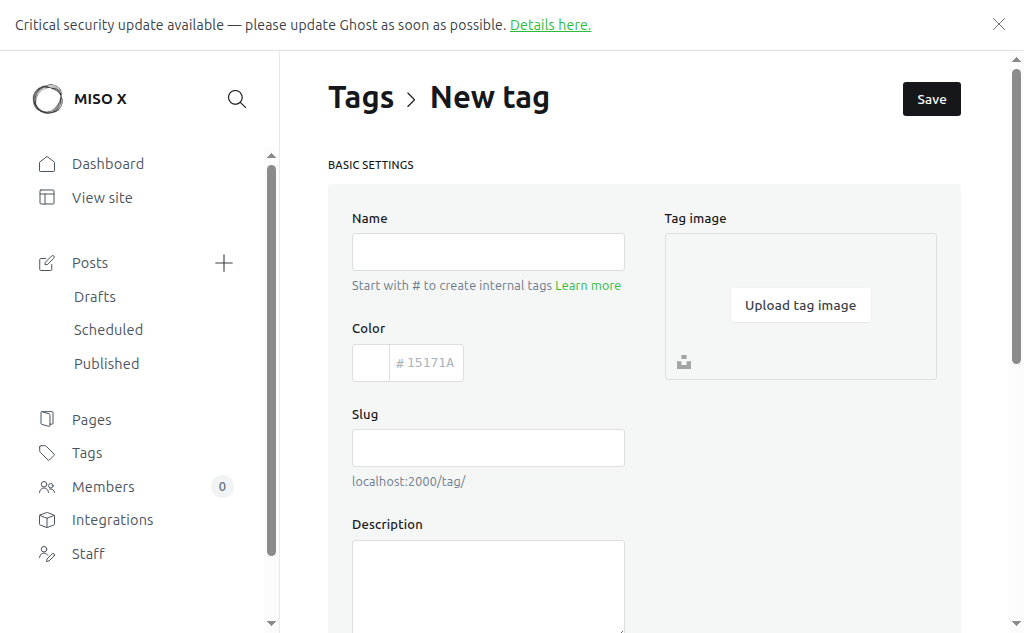 Critical security update available — please update Ghost as soon as possible. Details here.
MISO X
Dashboard
View site
Posts
Drafts
Scheduled
Published
Pages
Tags
Members 0
Integrations
Staff
Tags > New tag
Save
BASIC SETTINGS
Name
Start with # to create internal tags Learn more
Color
# 15171A
Slug
localhost:2000/tag/
Description
Tag image
Upload tag image